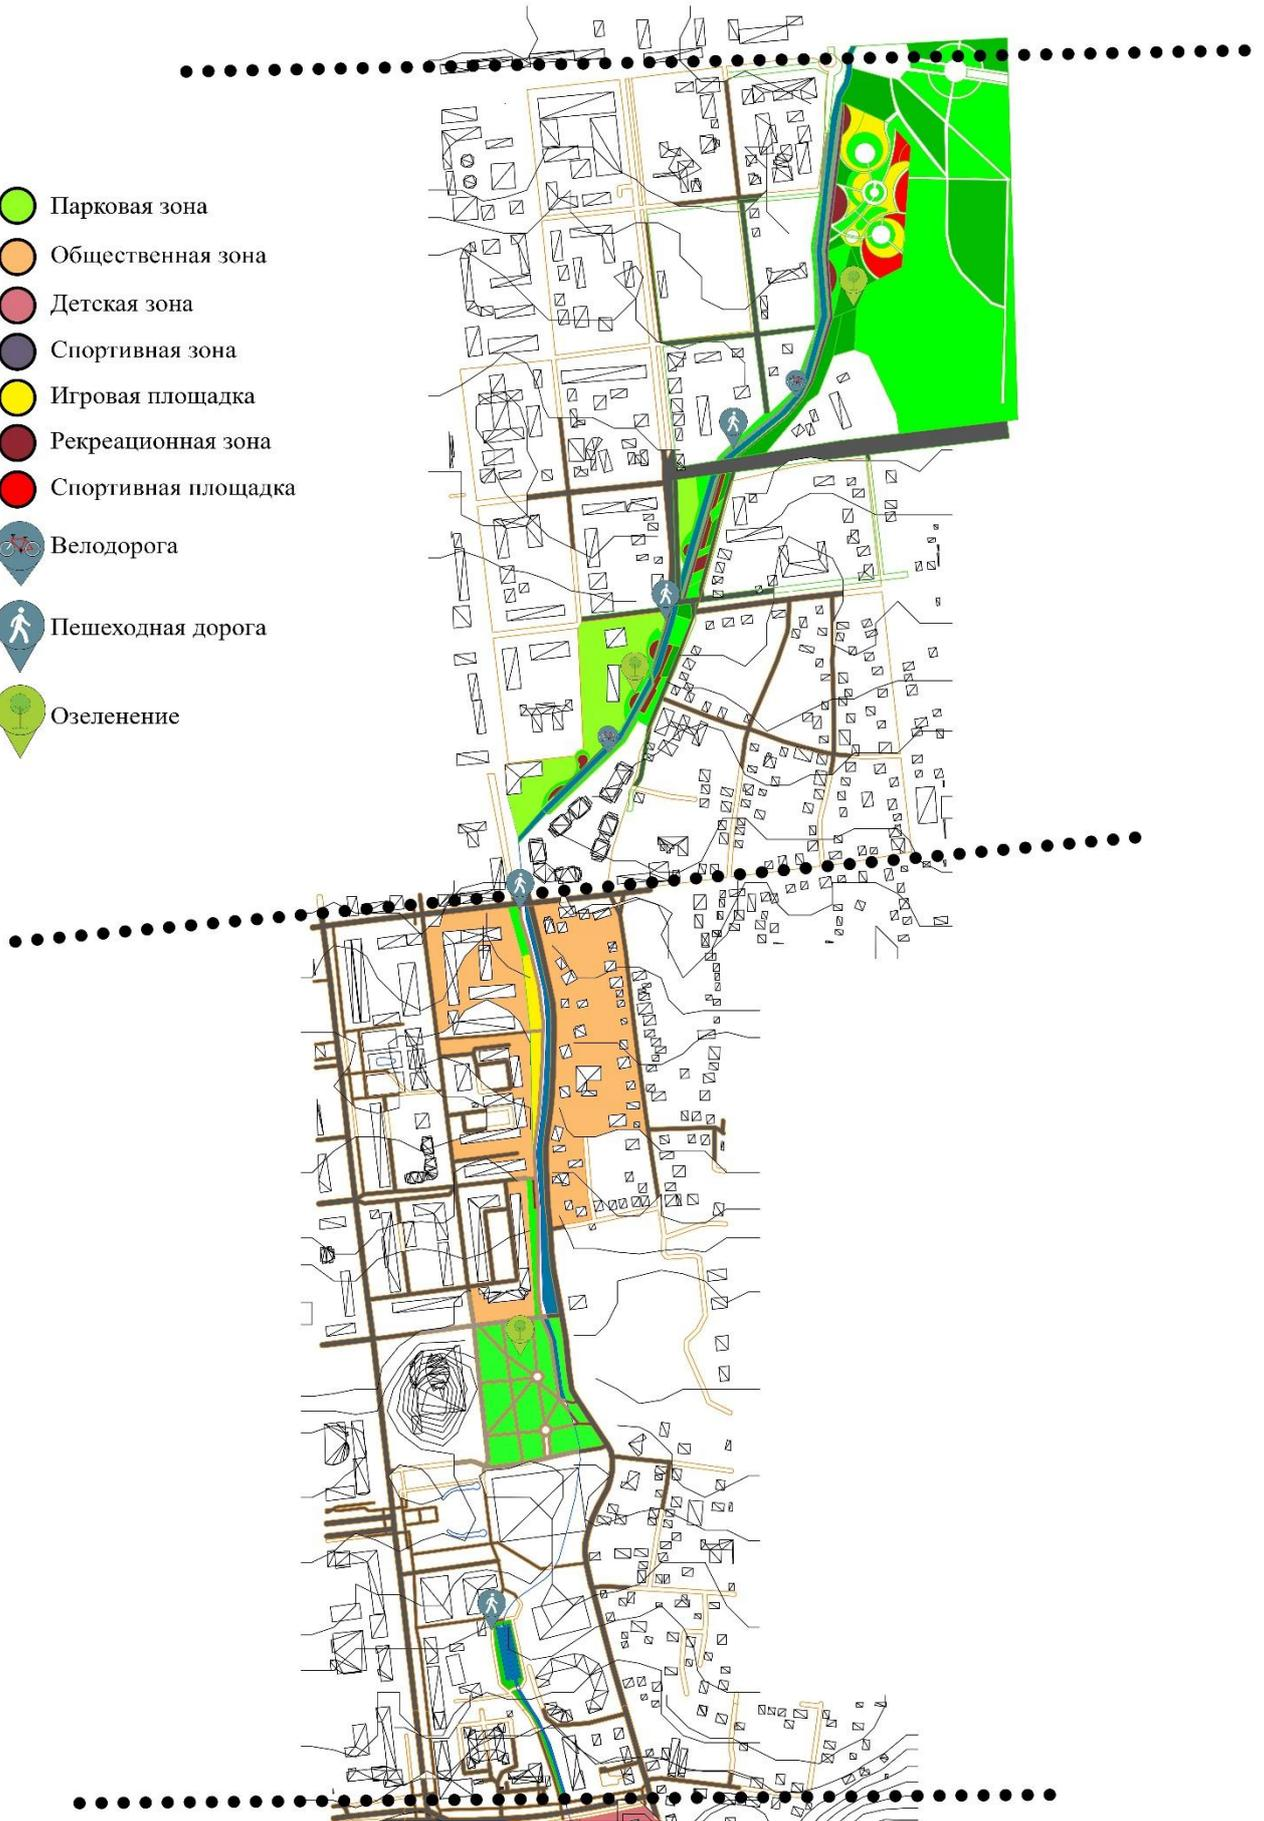 Парковая зона
Общественная зона
Детская зона
Спортивная зона
Игровая площадка
Рекреационная зона
Спортивная площадка
Велодорога
Пешеходная дорога
Озеленение